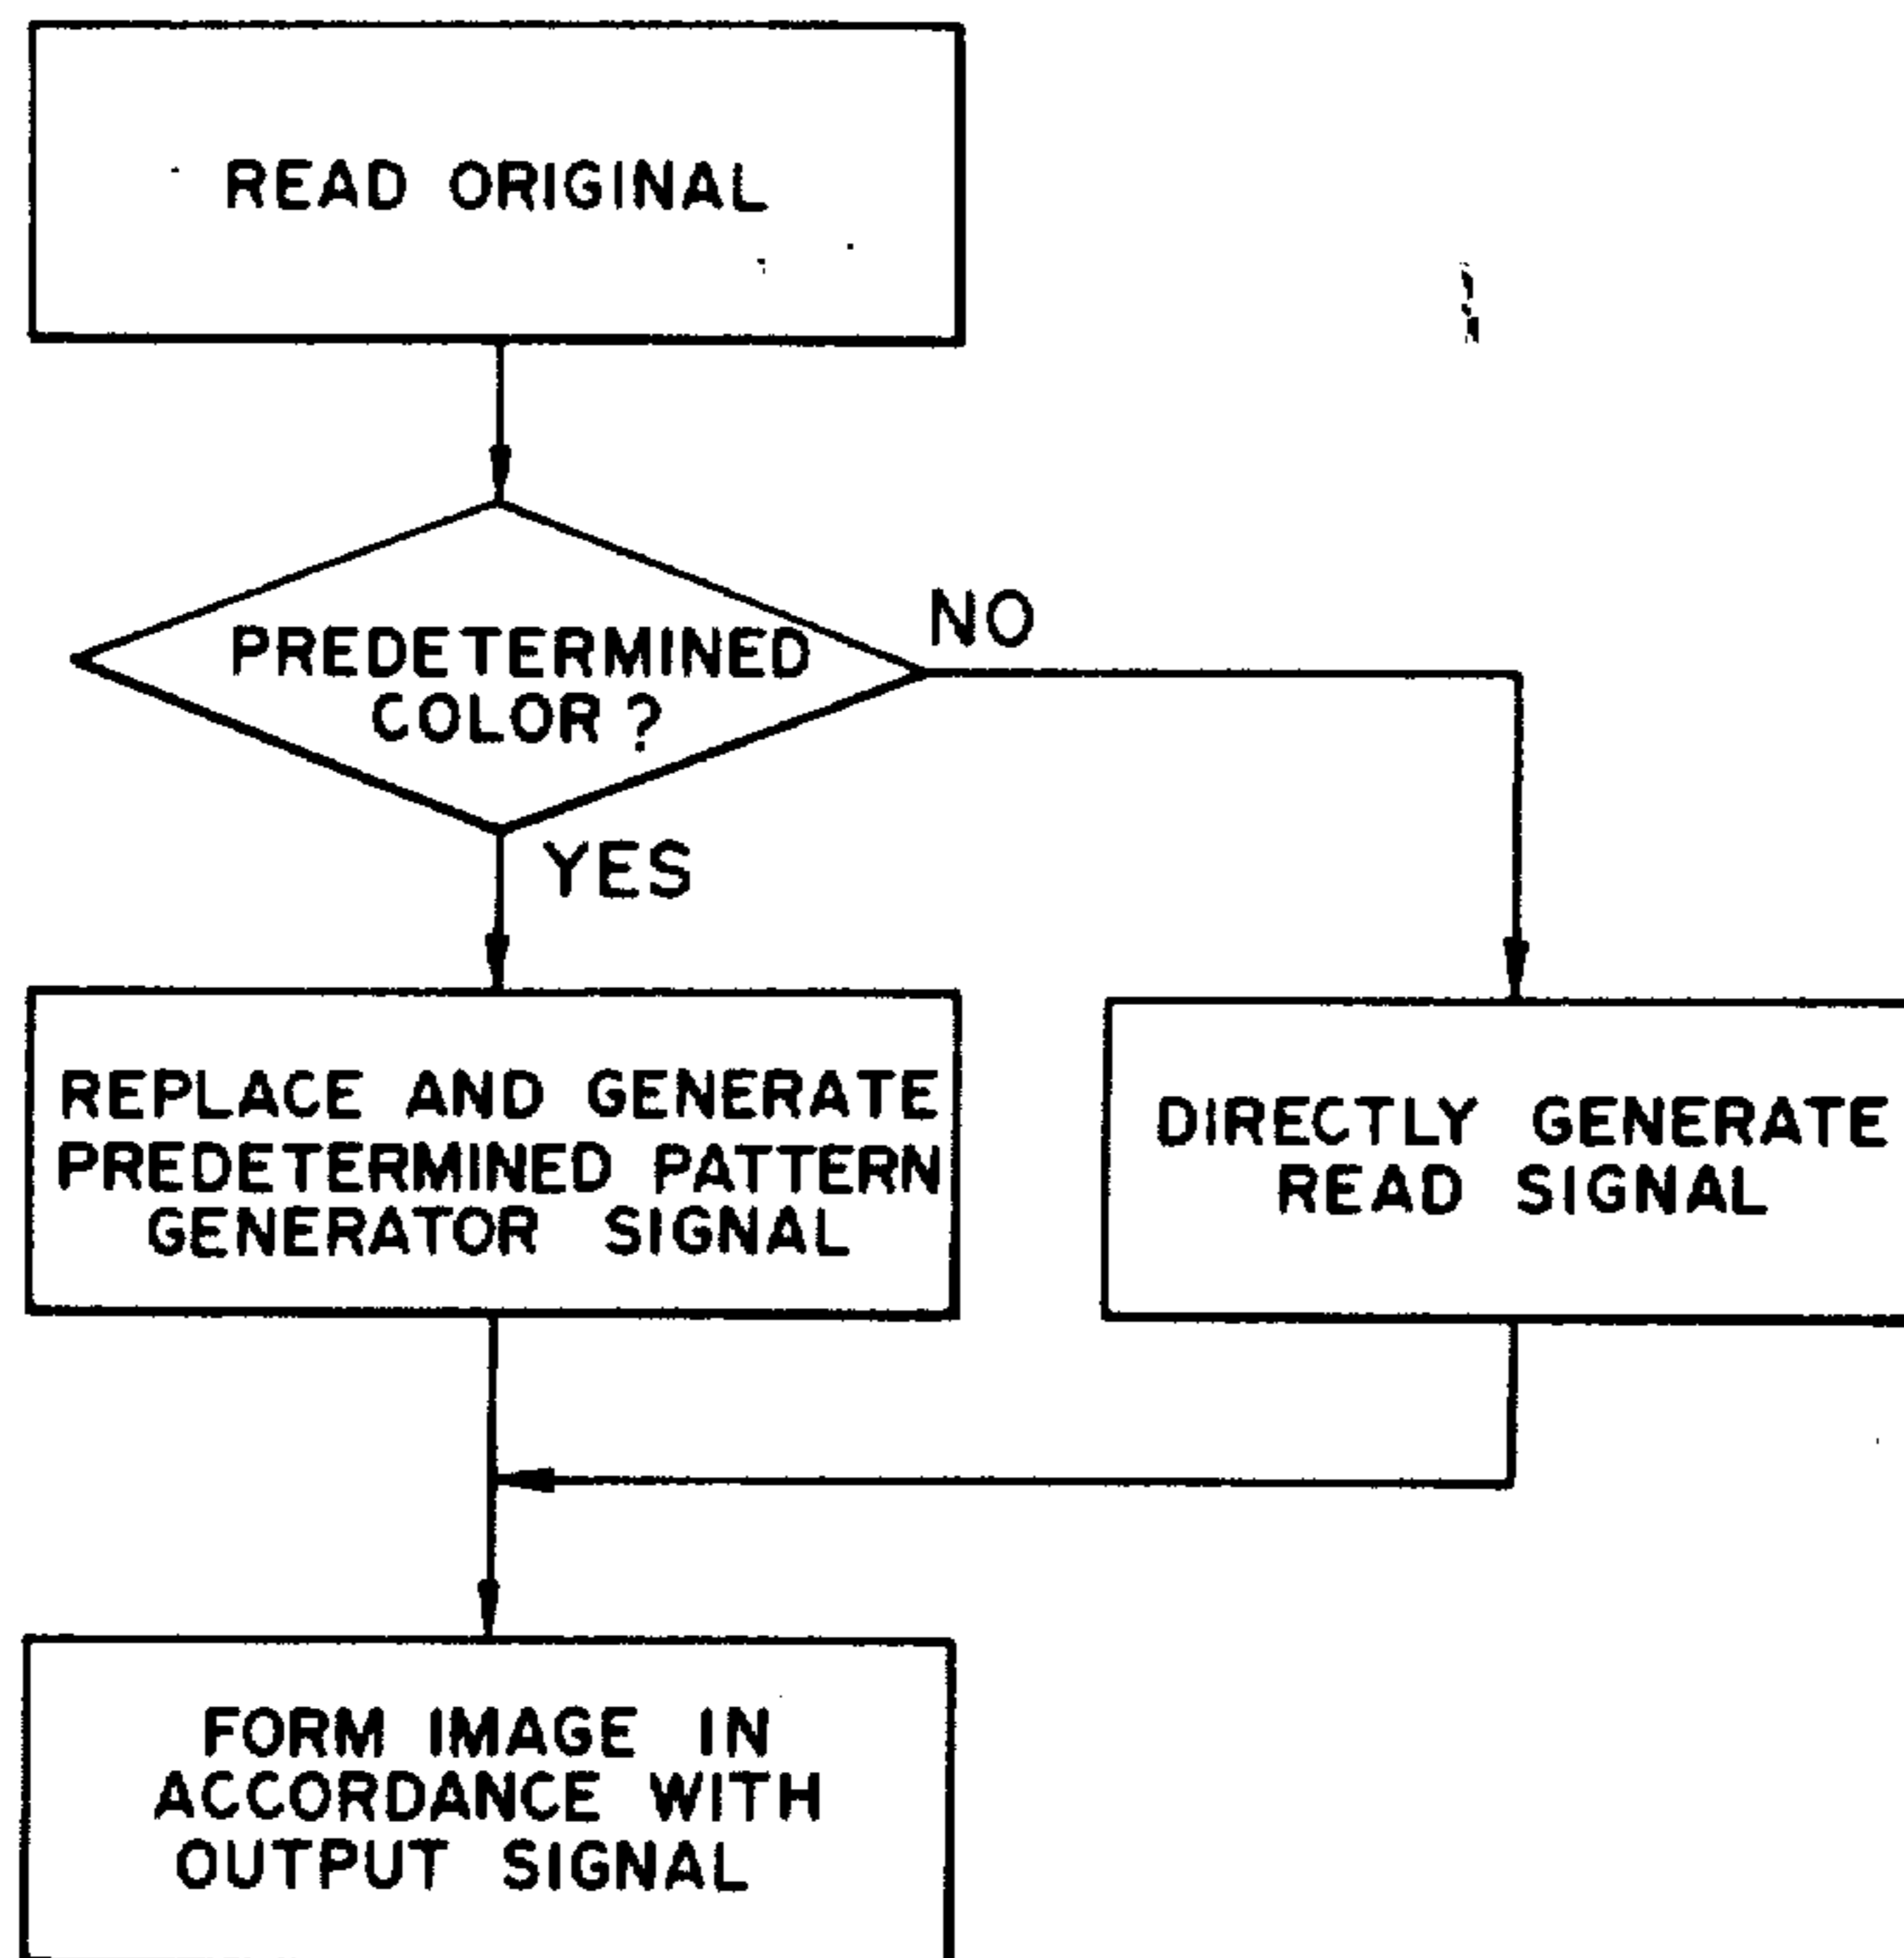 READ ORIGINAL
PREDETERMINED
COLOR?
NO
YES
REPLACE AND GENERATE
PREDETERMINED PATTERN
GENERATOR SIGNAL
DIRECTLY GENERATE
READ SIGNAL
FORM IMAGE IN
ACCORDANCE WITH
OUTPUT SIGNAL